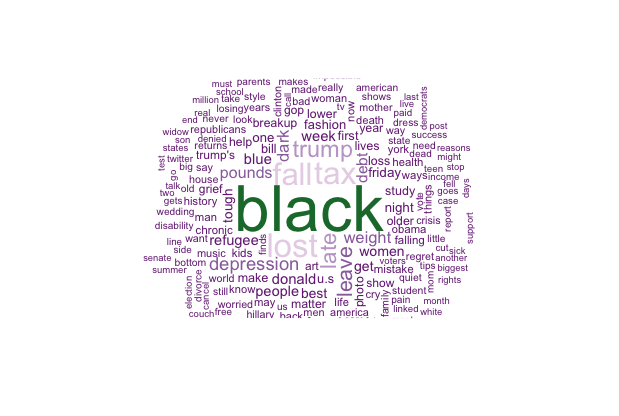 must parents makes american
school made really
million take style clinton call bad woman tv now shows last
real losing years gop lower mother live democrats
end never look breakup fashion death paid post
widow republicans dark week first year way dress success
son denied help one trump debt lives state need reasons
states returns bill york dead might
test twitter trump's blue fall tax loss health teen stop
go big say pounds friday ways income
talk house study things fell days
two old grief tough black vote goes
gets history night case
wedding man older crisis report
disability chronic obama support
line want refugee finds lost late weight falling little
side music kids women voters regret cut sick
senate bottom depression art leave get mistake tips another
summer world make donald u.s photo show quiet mom biggest
election divorce cancel still know people best cry family student rights
worried may us matter life pain month
couch free hillary back men america linked white